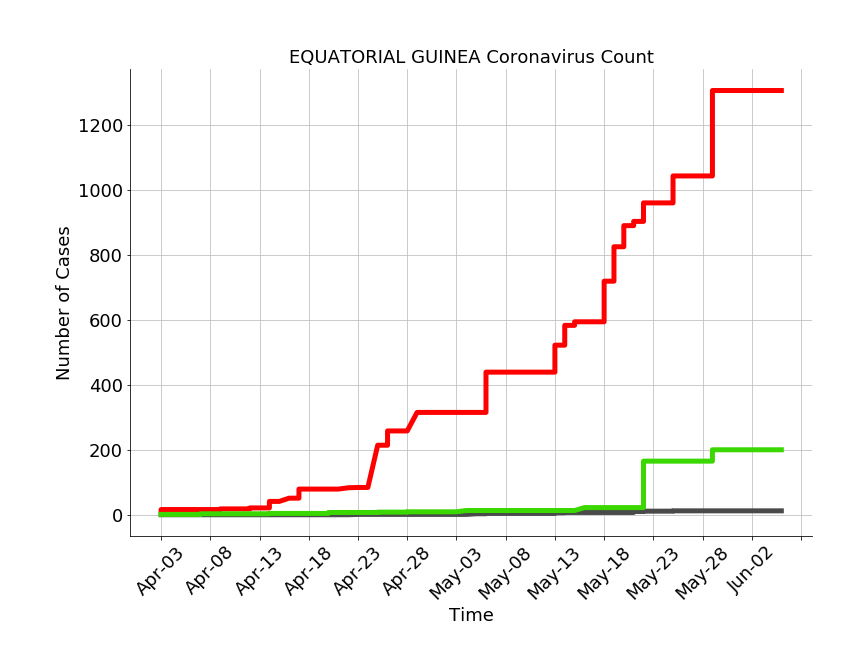 EQUATORIAL GUINEA Coronavirus Count
1200
1000
800
600
400
200
0
Number of Cases
Apr-03
Apr-08
Apr-13
Apr-18
Apr-23
Apr-28
May-03
May-08
May-13
May-18
May-23
May-28
Jun-02
Time